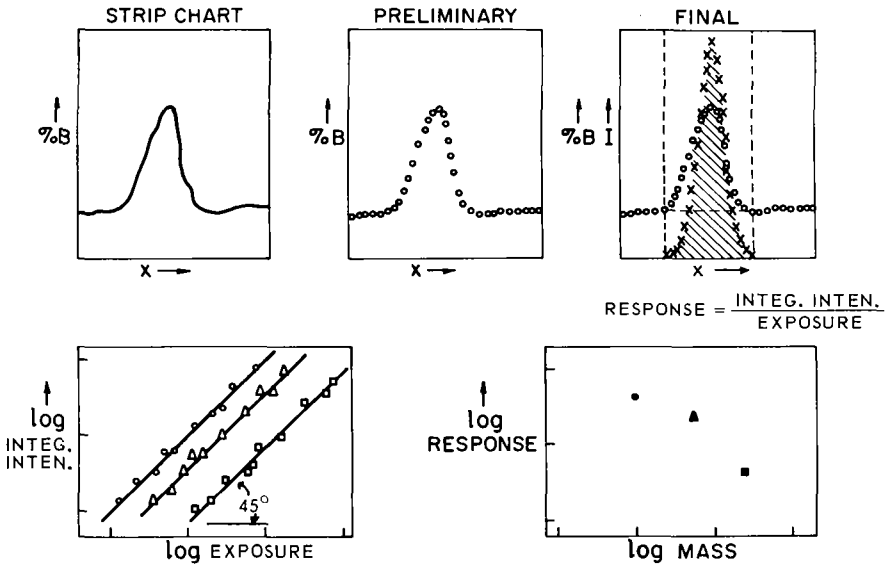 STRIP CHART
PRELIMINARY
FINAL
%B
%B
%B I
X
X
X
RESPONSE = INTEG. INTEN.
EXPOSURE
log
INTEG.
INTEN.
45°
log EXPOSURE
log
RESPONSE
log MASS